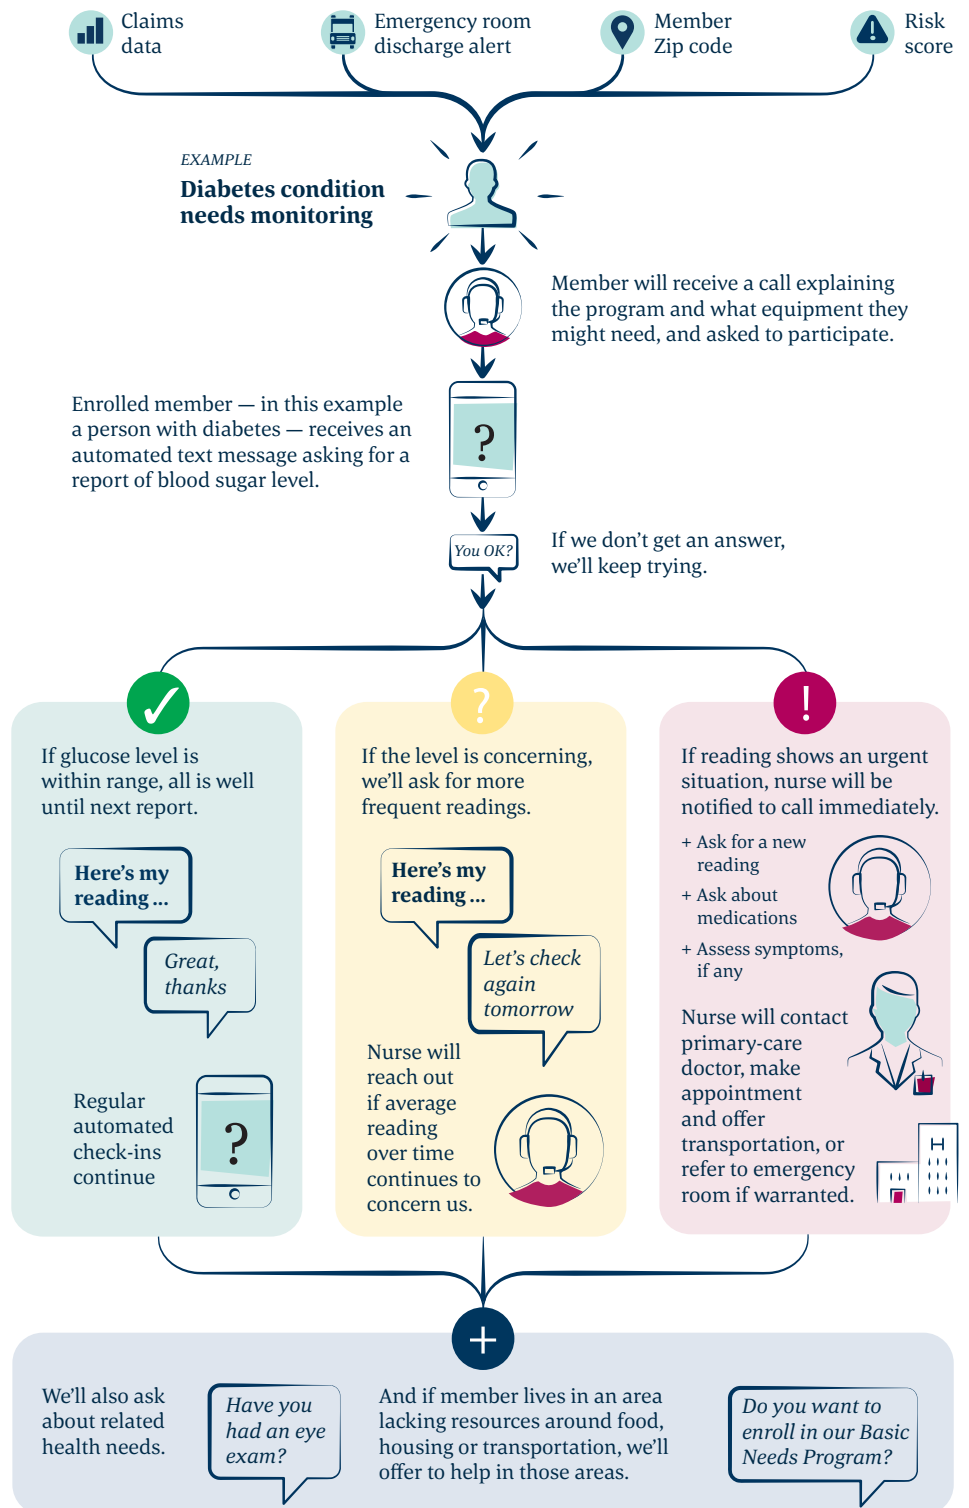 Claims
data
Emergency room
discharge alert
Member
Zip code
Risk
score
EXAMPLE
Diabetes condition
needs monitoring
Member will receive a call explaining
the program and what equipment they
might need, and asked to participate.
Enrolled member — in this example
a person with diabetes — receives an
automated text message asking for a
report of blood sugar level.
?
You OK?
If we don’t get an answer,
we’ll keep trying.
If glucose level is
within range, all is well
until next report.
Here’s my
reading ...
Great,
thanks
Regular
automated
check-ins
continue
?
?
If the level is concerning,
we’ll ask for more
frequent readings.
Here’s my
reading ...
Let’s check
again
tomorrow
Nurse will
reach out
if average
reading
over time
continues to
concern us.
!
If reading shows an urgent
situation, nurse will be
notified to call immediately.
+ Ask for a new
reading
+ Ask about
medications
+ Assess symptoms,
if any
Nurse will contact
primary-care
doctor, make
appointment
and offer
transportation, or
refer to emergency
room if warranted.
H
+
We’ll also ask
about related
health needs.
Have you
had an eye
exam?
And if member lives in an area
lacking resources around food,
housing or transportation, we’ll
offer to help in those areas.
Do you want to
enroll in our Basic
Needs Program?